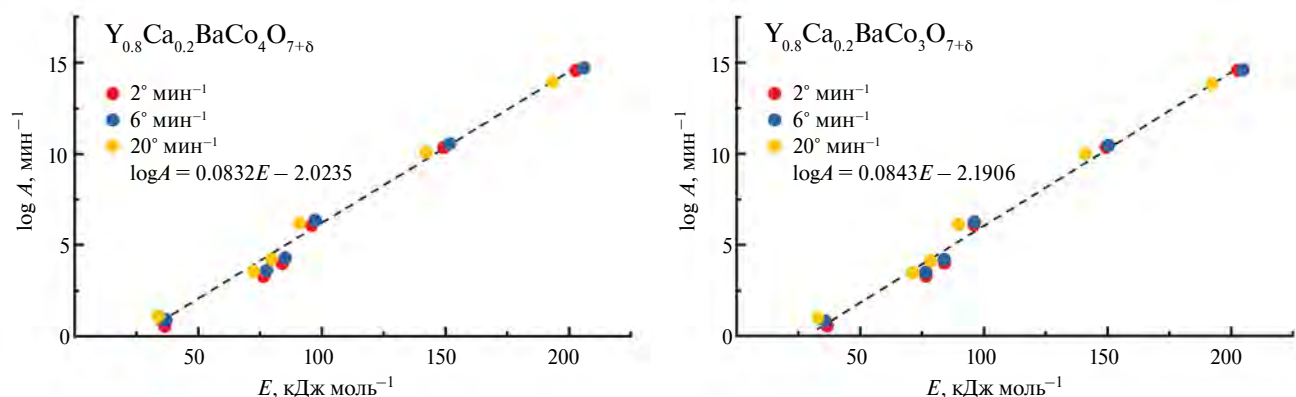 Y₀.₈Ca₀.₂BaCo₄O₇₊δ
2° мин⁻¹
6° мин⁻¹
20° мин⁻¹
logA = 0.0832E − 2.0235
log A, мин⁻¹
15
10
5
0
50
100
150
200
E, кДж моль⁻¹
Y₀.₈Ca₀.₂BaCo₃O₇₊δ
2° мин⁻¹
6° мин⁻¹
20° мин⁻¹
logA = 0.0843E − 2.1906
log A, мин⁻¹
15
10
5
0
50
100
150
200
E, кДж моль⁻¹